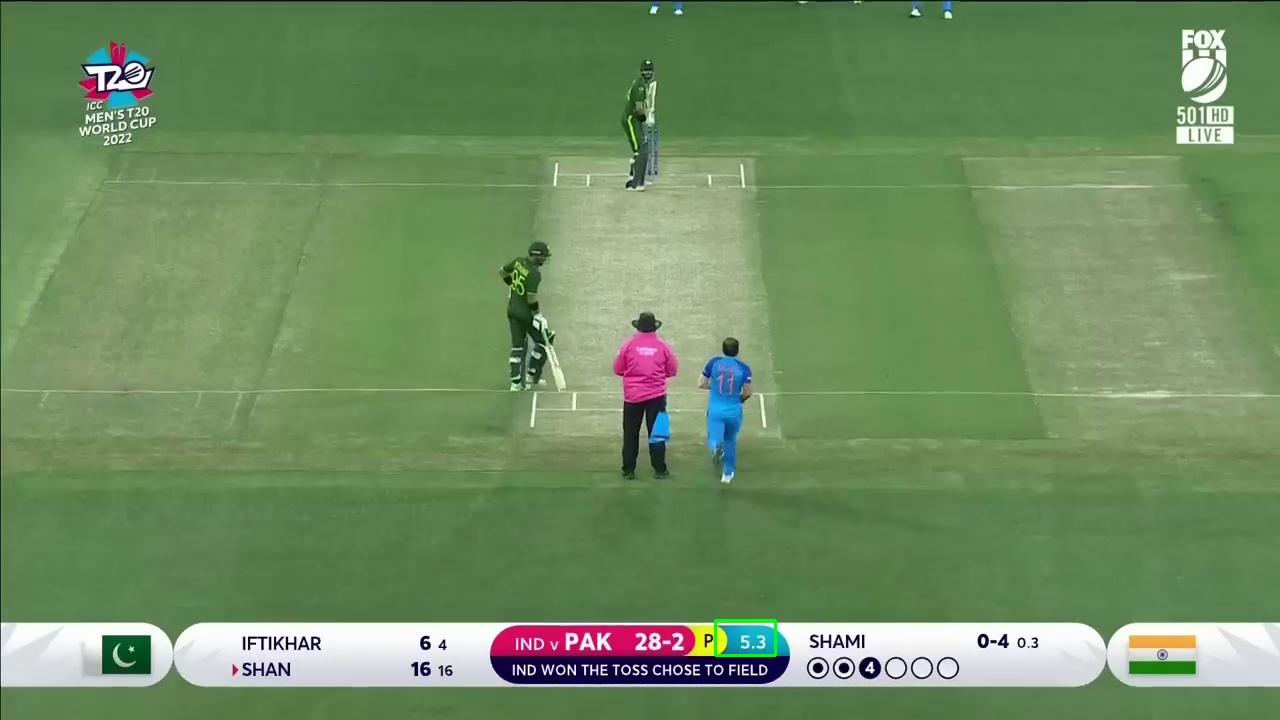 T20
ICC
MEN'S T20
WORLD CUP
2022
FOX
501 HD
LIVE
11
IFTIKHAR 6 4
SHAN 16 16
IND v PAK 28-2 P 5.3
IND WON THE TOSS CHOSE TO FIELD
SHAMI 0-4 0.3
4